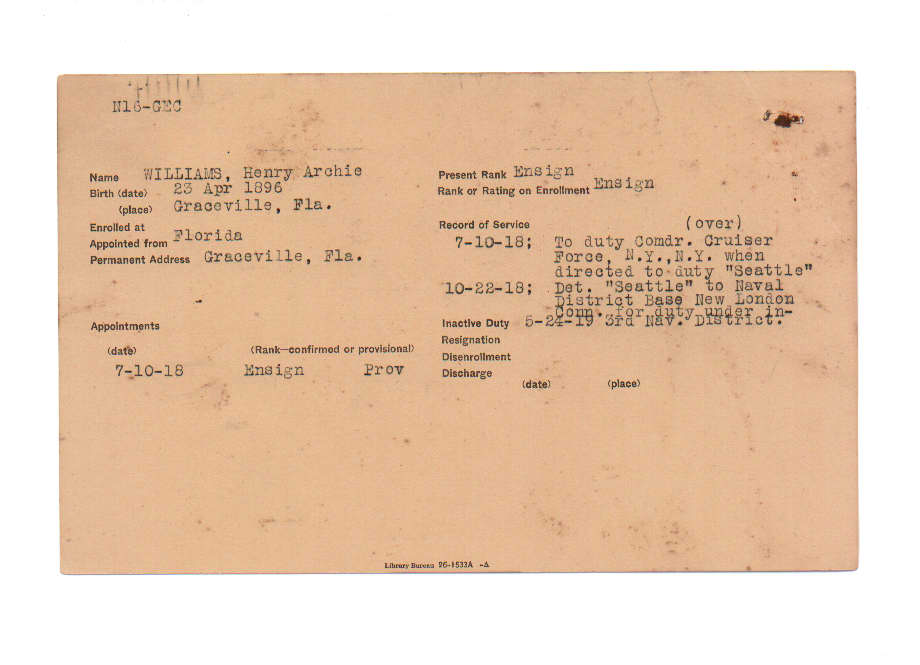 N16-GEC
Name WILLIAMS, Henry Archie
Birth (date) 23 Apr 1896
(place) Graceville, Fla.
Enrolled at
Appointed from Florida
Permanent Address Graceville, Fla.
Appointments
(date) (Rank—confirmed or provisional)
7-10-18 Ensign Prov
Present Rank Ensign
Rank or Rating on Enrollment Ensign
Record of Service (over)
7-10-18; To duty Comdr. Cruiser
Force, N.Y.,N.Y. when
directed to duty "Seattle"
10-22-18; Det. "Seattle" to Naval
District Base New London
Conn. for duty under in-
Inactive Duty 5-24-19 3rd Nav. District.
Resignation
Disenrollment
Discharge
(date) (place)
Library Bureau 26-1533A -A